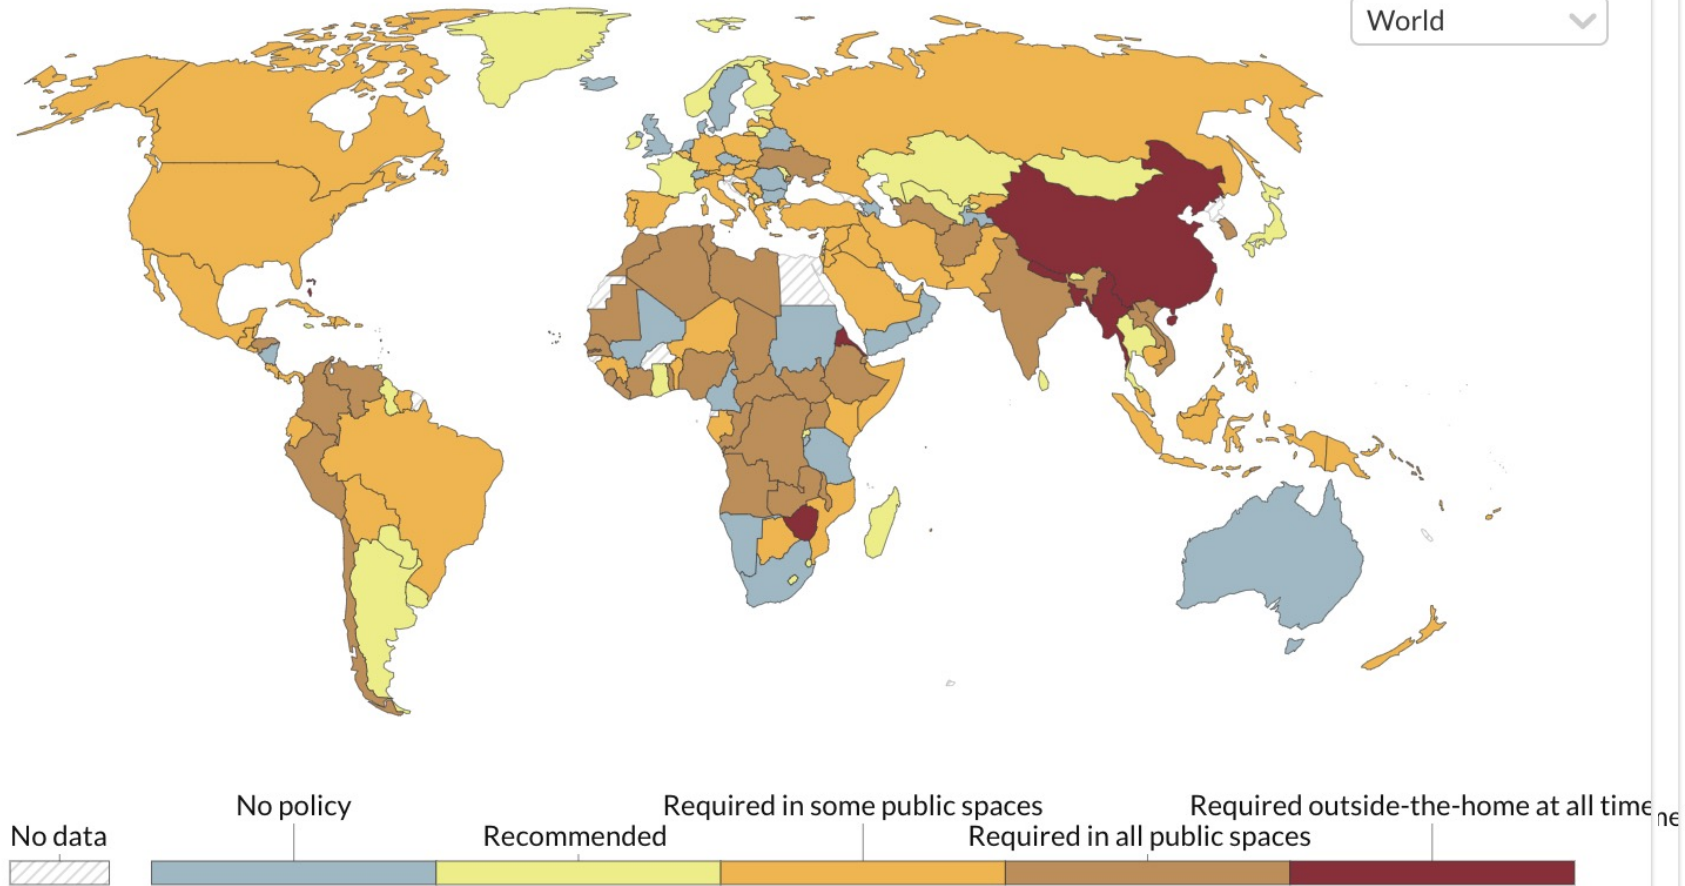 World
No policy
Required in some public spaces
Required outside-the-home at all time
No data
Recommended
Required in all public spaces
ne